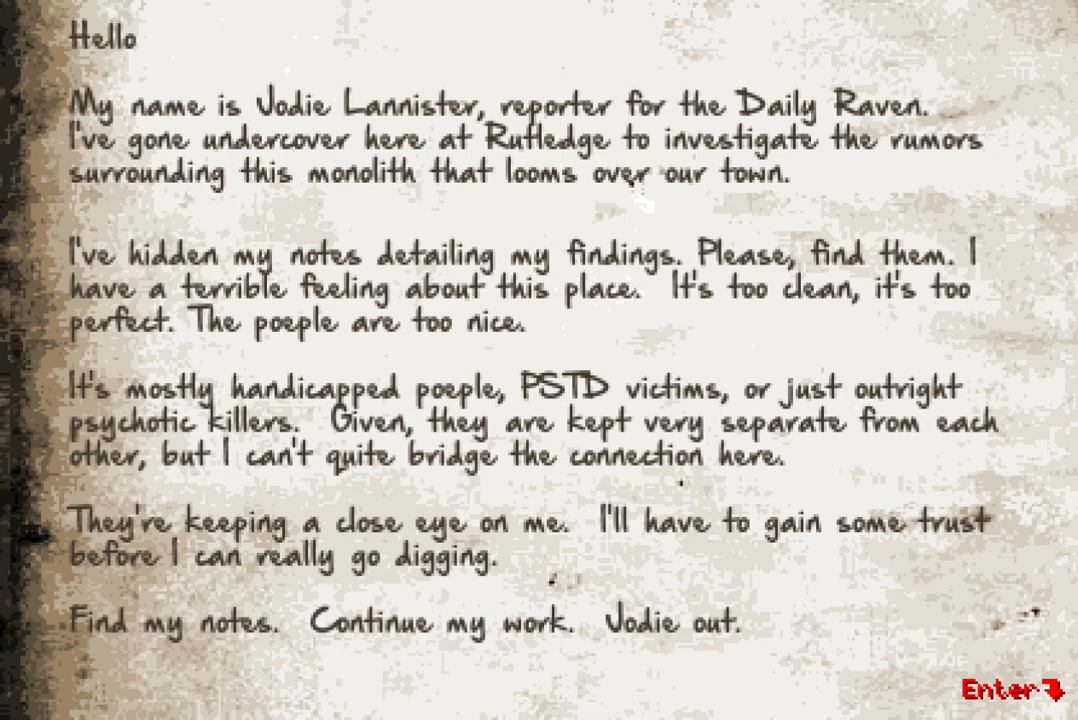 Hello
My name is Jodie Lannister, reporter for the Daily Raven.
I've gone undercover here at Rutledge to investigate the rumors
surrounding this monolith that looms over our town.
I've hidden my notes detailing my findings. Please, find them. I
have a terrible feeling about this place. It's too clean, it's too
perfect. The poeple are too nice.
It's mostly handicapped poeple, PSTD victims, or just outright
psychotic killers. Given, they are kept very separate from each
other, but I can't quite bridge the connection here.
They're keeping a close eye on me. I'll have to gain some trust
before I can really go digging.
Find my notes. Continue my work. Jodie out.
Enter